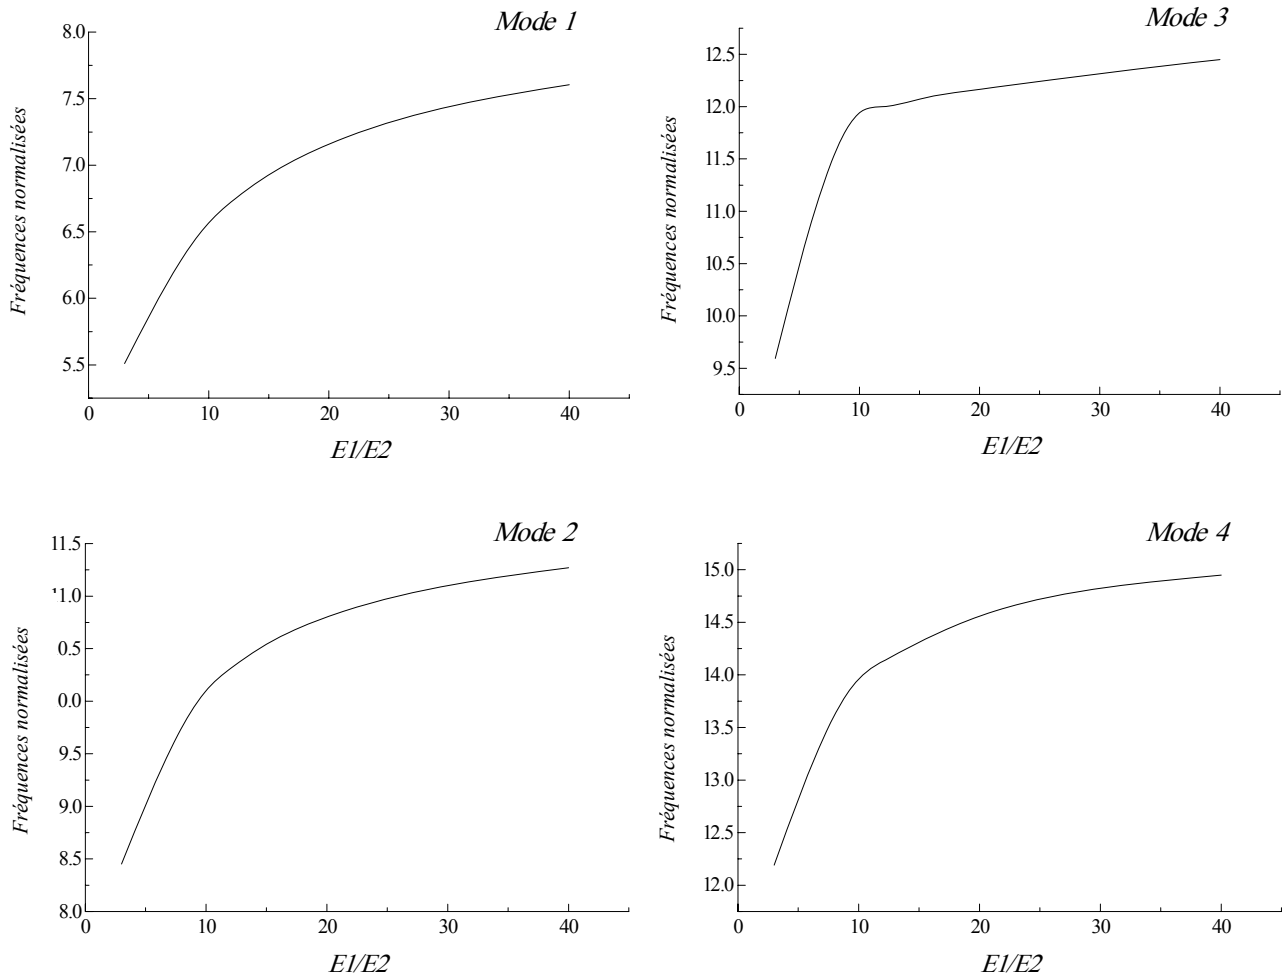 Mode 1
8.0
7.5
7.0
6.5
6.0
5.5
0 10 20 30 40
Fréquences normalisées
E1/E2
Mode 3
12.5
12.0
11.5
11.0
10.5
10.0
9.5
0 10 20 30 40
Fréquences normalisées
E1/E2
Mode 2
11.5
11.0
0.5
0.0
9.5
9.0
8.5
8.0
0 10 20 30 40
Fréquences normalisées
E1/E2
Mode 4
15.0
14.5
14.0
13.5
13.0
12.5
12.0
0 10 20 30 40
Fréquences normalisées
E1/E2